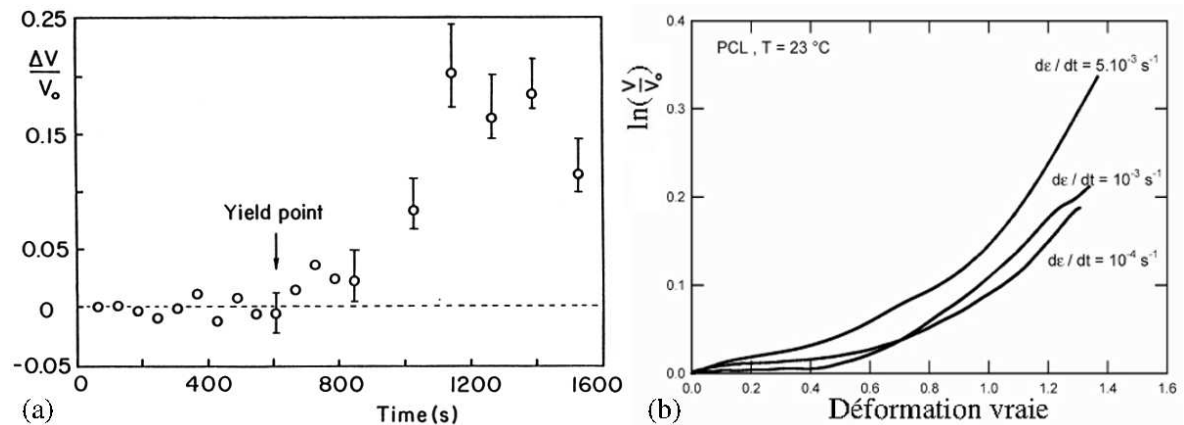 0.25
ΔV
V₀
0.15
0.05
0
-0.05
Yield point
0 400 800 1200 1600
(a) Time (s)
0.4
0.3
0.2
0.1
0.0
ln(V/V₀)
PCL , T = 23 °C
dε / dt = 5.10⁻³ s⁻¹
dε / dt = 10⁻³ s⁻¹
dε / dt = 10⁻⁴ s⁻¹
0.0 0.2 0.4 0.6 0.8 1.0 1.2 1.4 1.6
(b) Déformation vraie